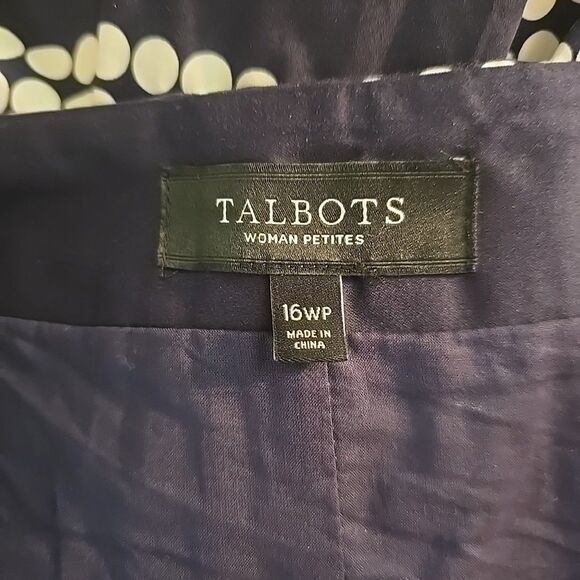 TALBOTS
WOMAN PETITES
16WP
MADE IN
CHINA